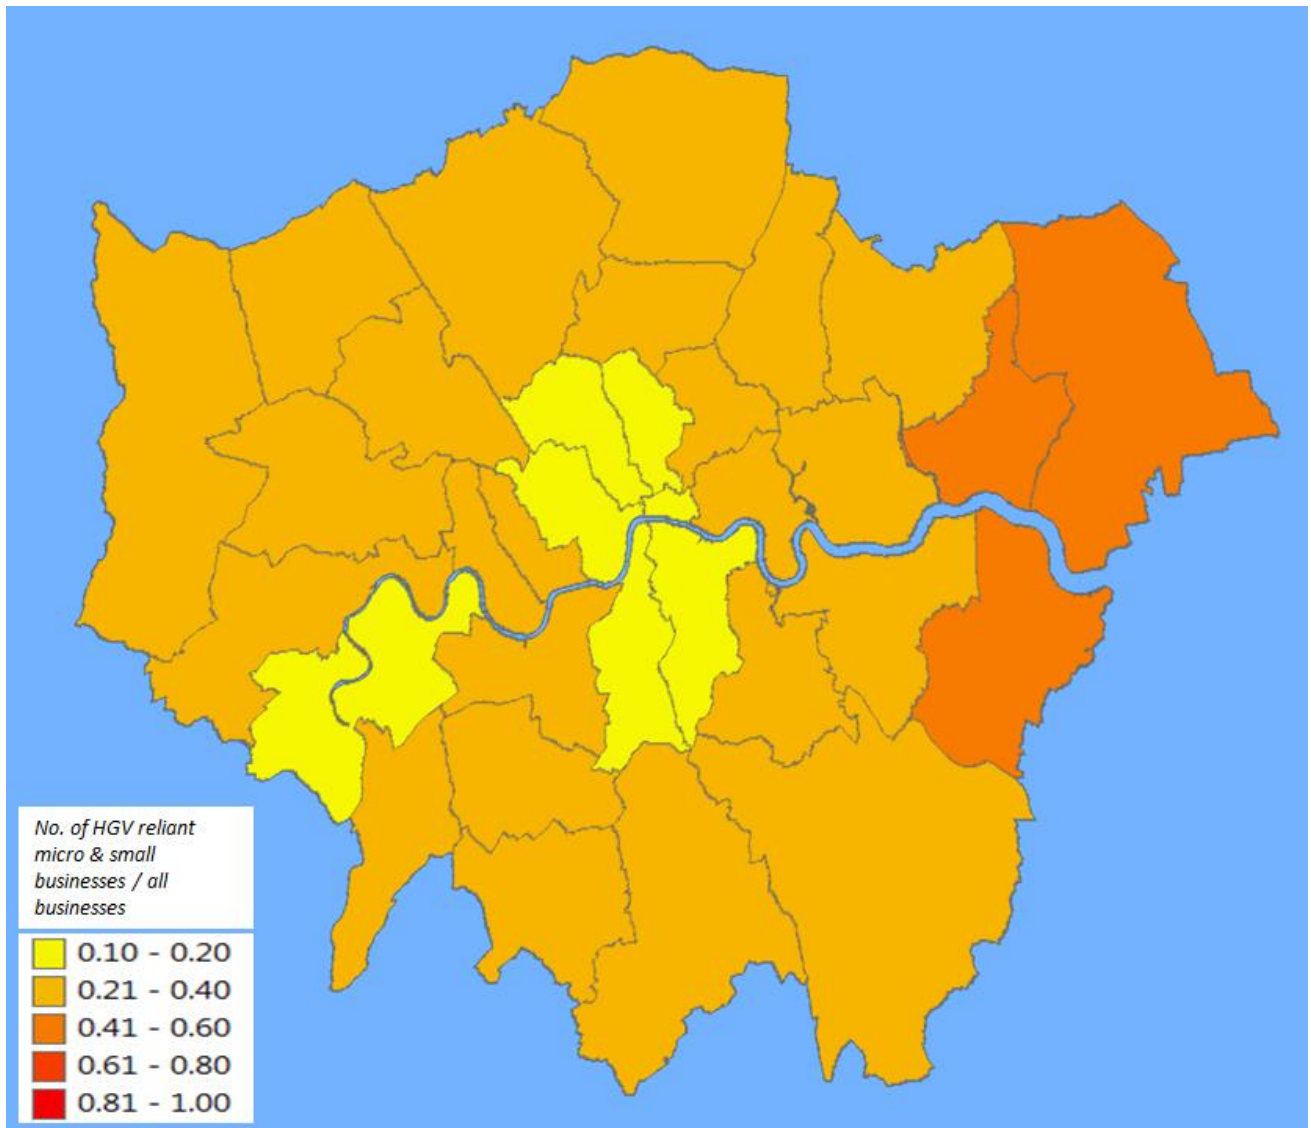 No. of HGV reliant
micro & small
businesses / all
businesses
0.10 - 0.20
0.21 - 0.40
0.41 - 0.60
0.61 - 0.80
0.81 - 1.00